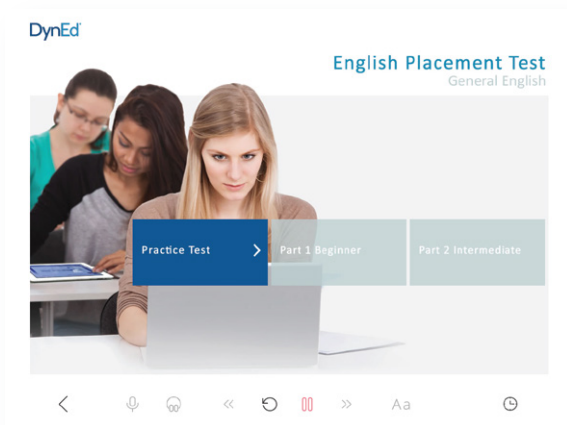 DynEd
English Placement Test
General English
Practice Test
Part 1 Beginner
Part 2 Intermediate
Aa